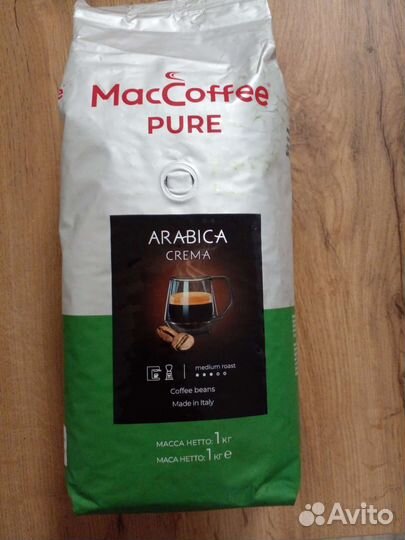 MacCoffee
PURE
ARABICA
CREMA
medium roast
Coffee beans
Made in Italy
МАССА НЕТТО: 1 КГ
МАСА НЕТТО: 1 КГ e
Avito